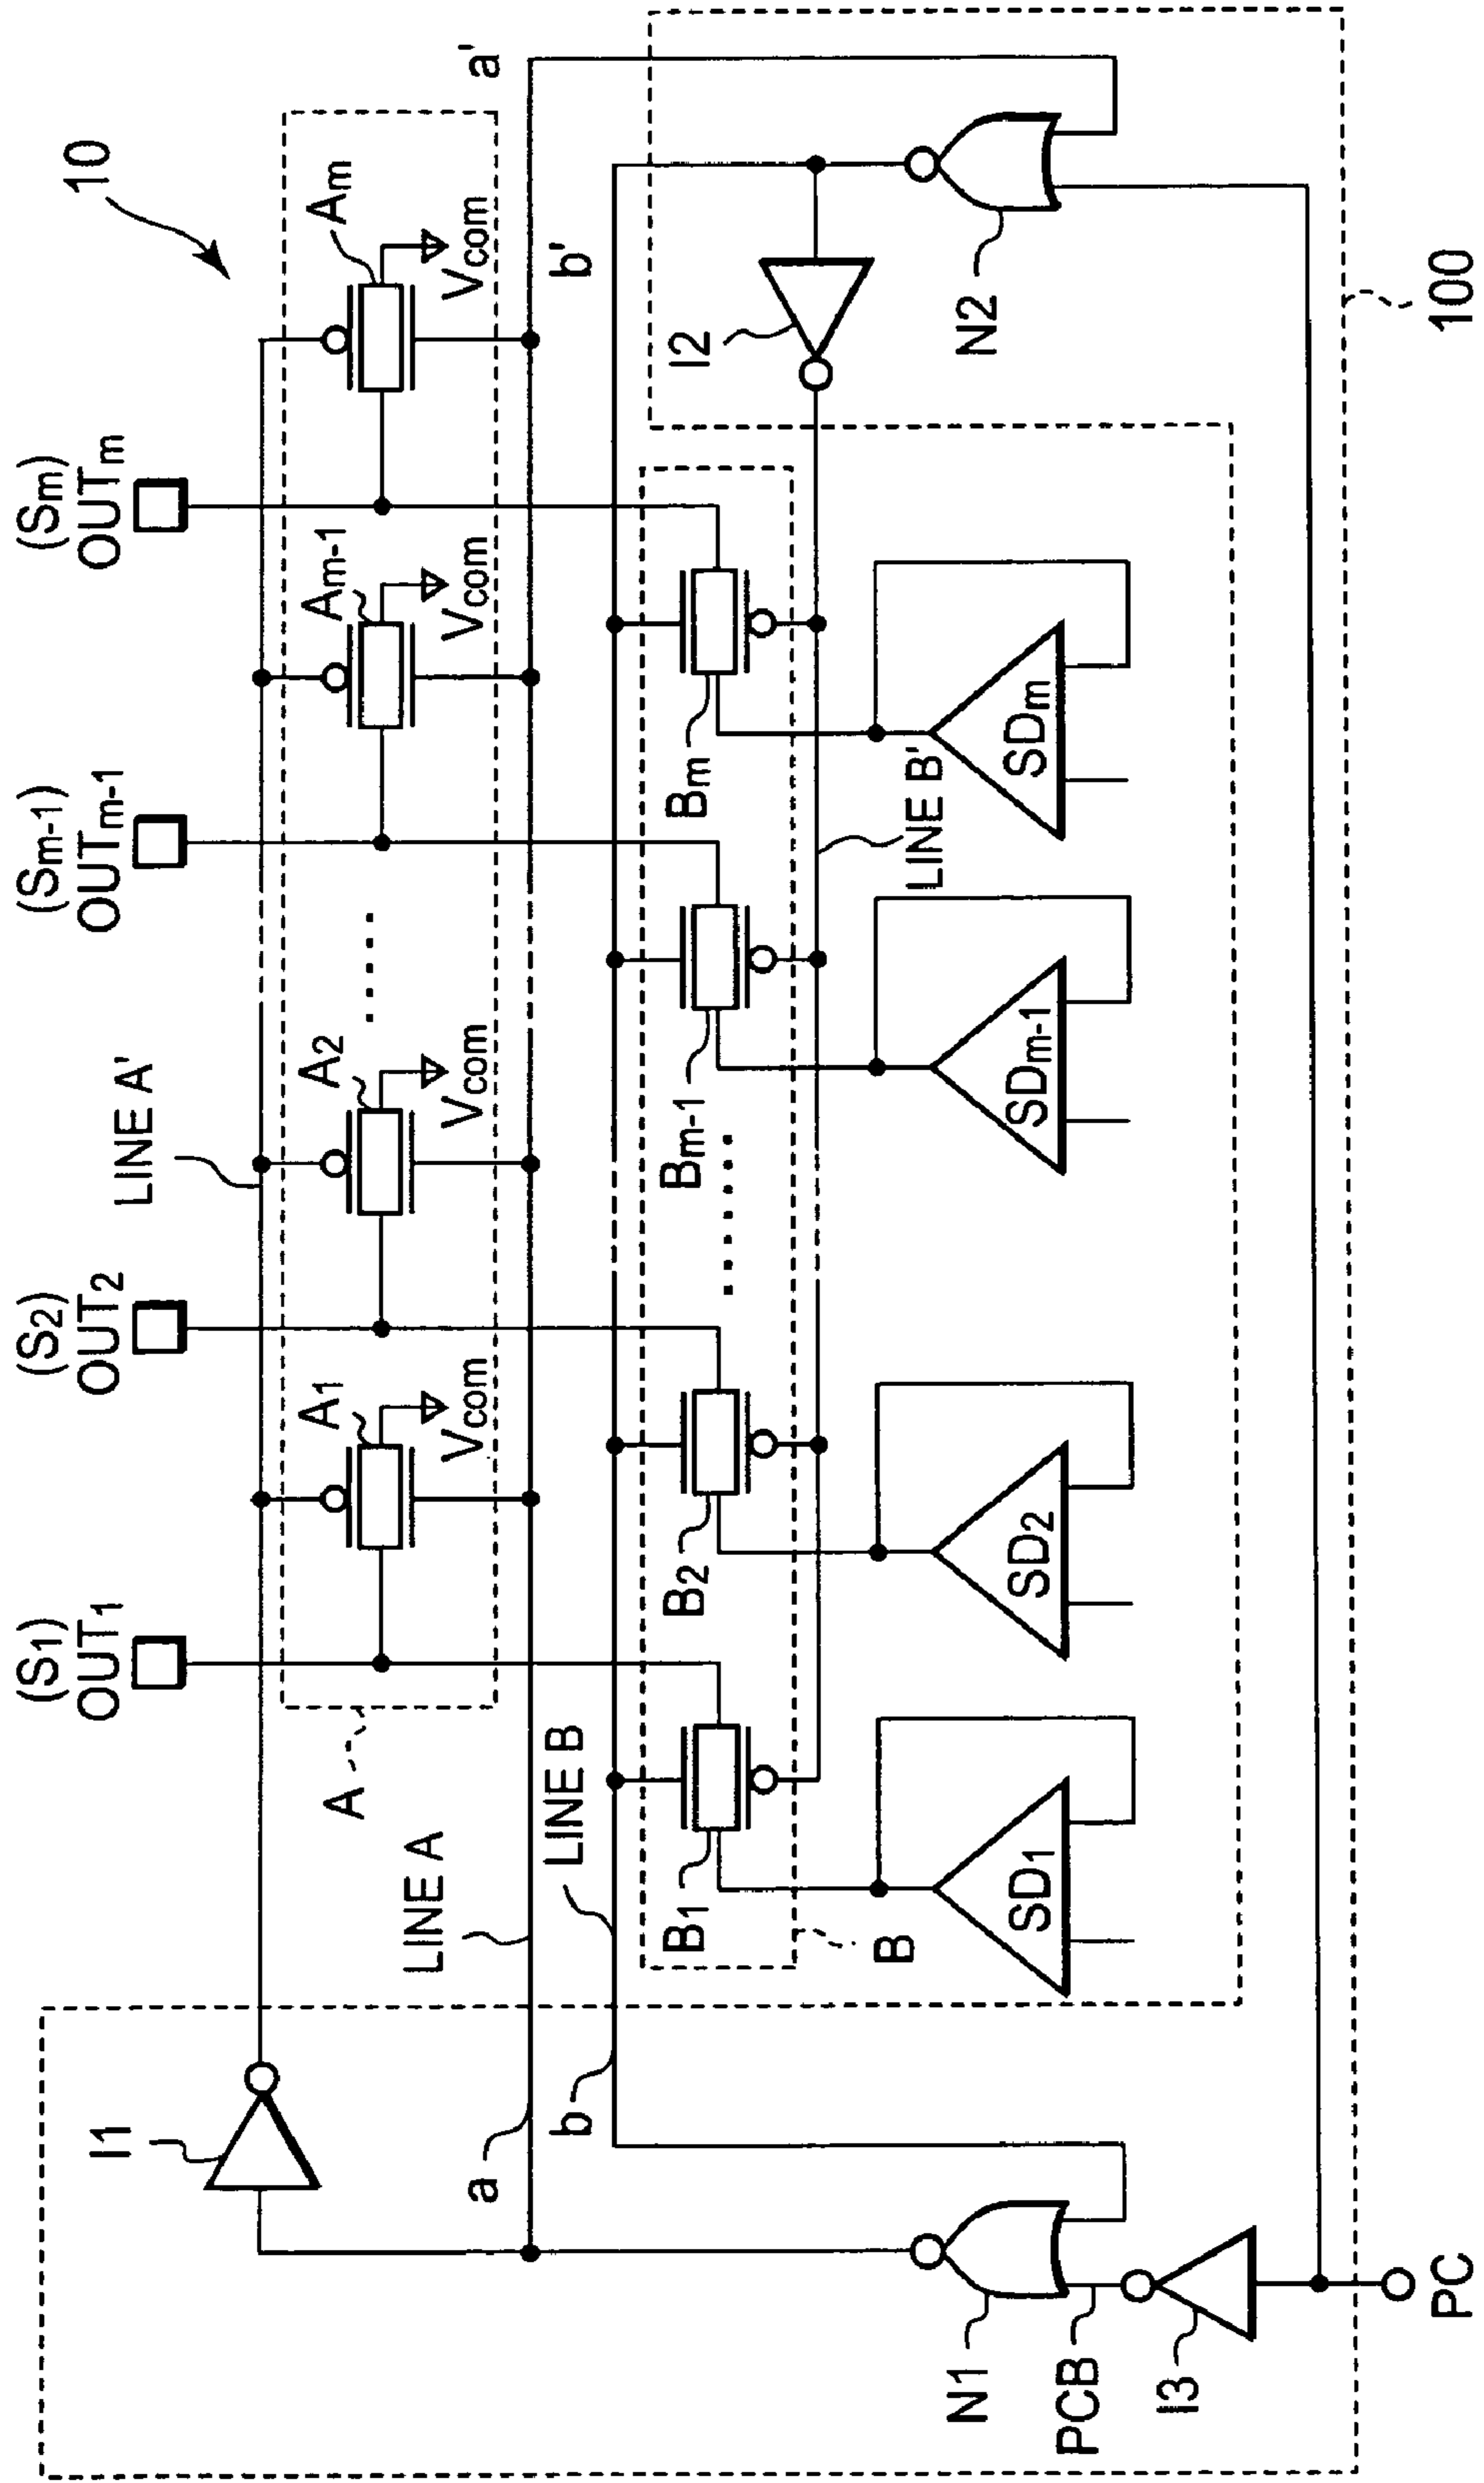 10
(S1)
OUT1
(S2)
OUT2
(Sm-1)
OUTm-1
(Sm)
OUTm
LINE A'
A1
A2
Am-1
Am
Vcom
Vcom
Vcom
Vcom
A
I1
LINE A
a
a'
LINE B
b
b'
B1
B2
Bm-1
Bm
B
I2
LINE B'
SD1
SD2
SDm-1
SDm
N1
N2
PCB
I3
PC
100